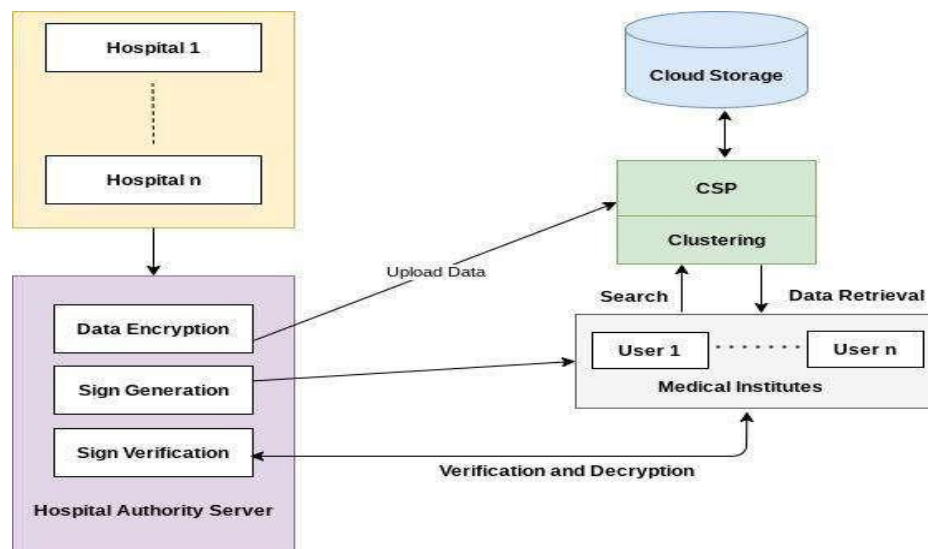 Hospital 1
Hospital n
Cloud Storage
CSP
Clustering
Upload Data
Search
Data Retrieval
Data Encryption
Sign Generation
Sign Verification
Hospital Authority Server
User 1
User n
Medical Institutes
Verification and Decryption